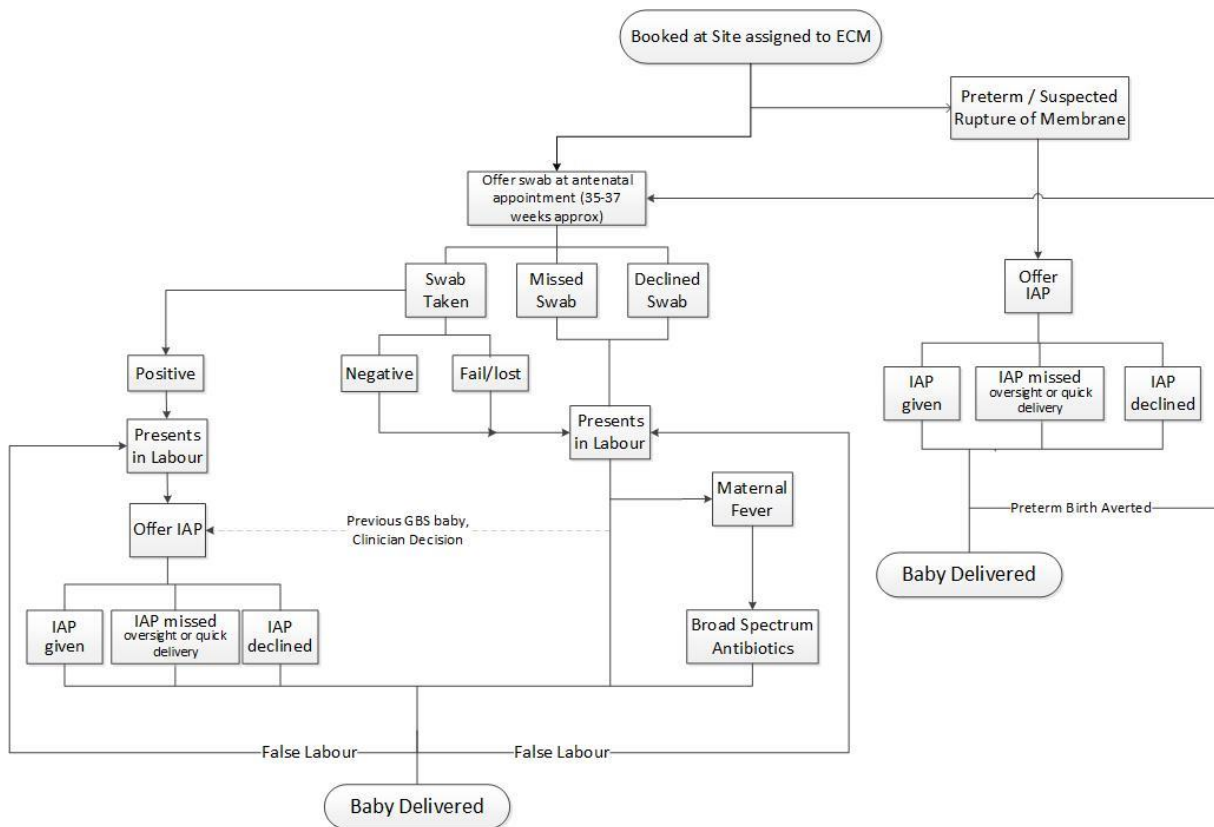 Booked at Site assigned to ECM
Preterm / Suspected
Rupture of Membrane
Offer swab at antenatal
appointment (35-37
weeks approx)
Swab
Taken
Missed
Swab
Declined
Swab
Offer
IAP
Positive
Negative
Fail/lost
IAP
given
IAP missed
oversight or quick
delivery
IAP
declined
Presents
in Labour
Presents
in Labour
Maternal
Fever
Preterm Birth Averted
Offer IAP
Previous GBS baby,
Clinician Decision
Baby Delivered
IAP
given
IAP missed
oversight or quick
delivery
IAP
declined
Broad Spectrum
Antibiotics
False Labour
False Labour
Baby Delivered